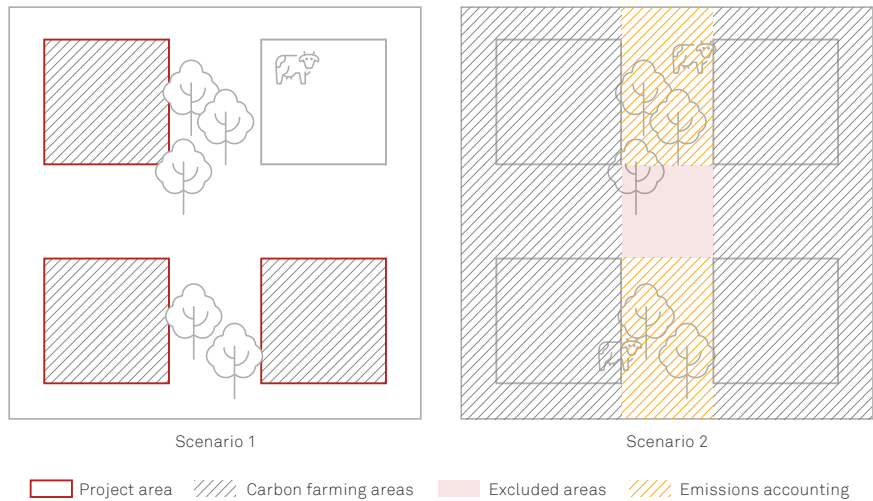 Scenario 1
Scenario 2
Project area
Carbon farming areas
Excluded areas
Emissions accounting